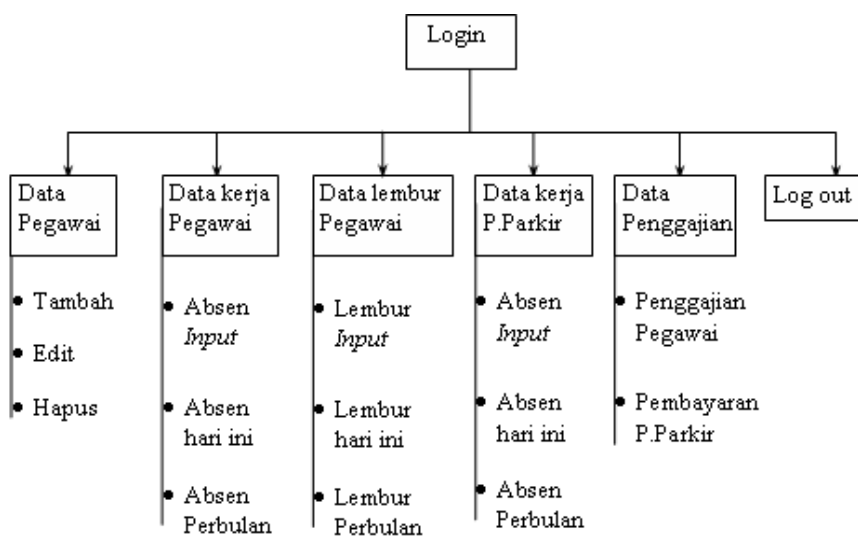 Login
Data
Pegawai
Data kerja
Pegawai
Data lembur
Pegawai
Data kerja
P.Parkir
Data
Penggajian
Log out
Tambah
Edit
Hapus
Absen
Input
Absen
hari ini
Absen
Perbulan
Lembur
Input
Lembur
hari ini
Lembur
Perbulan
Absen
Input
Absen
hari ini
Absen
Perbulan
Penggajian
Pegawai
Pembayaran
P.Parkir